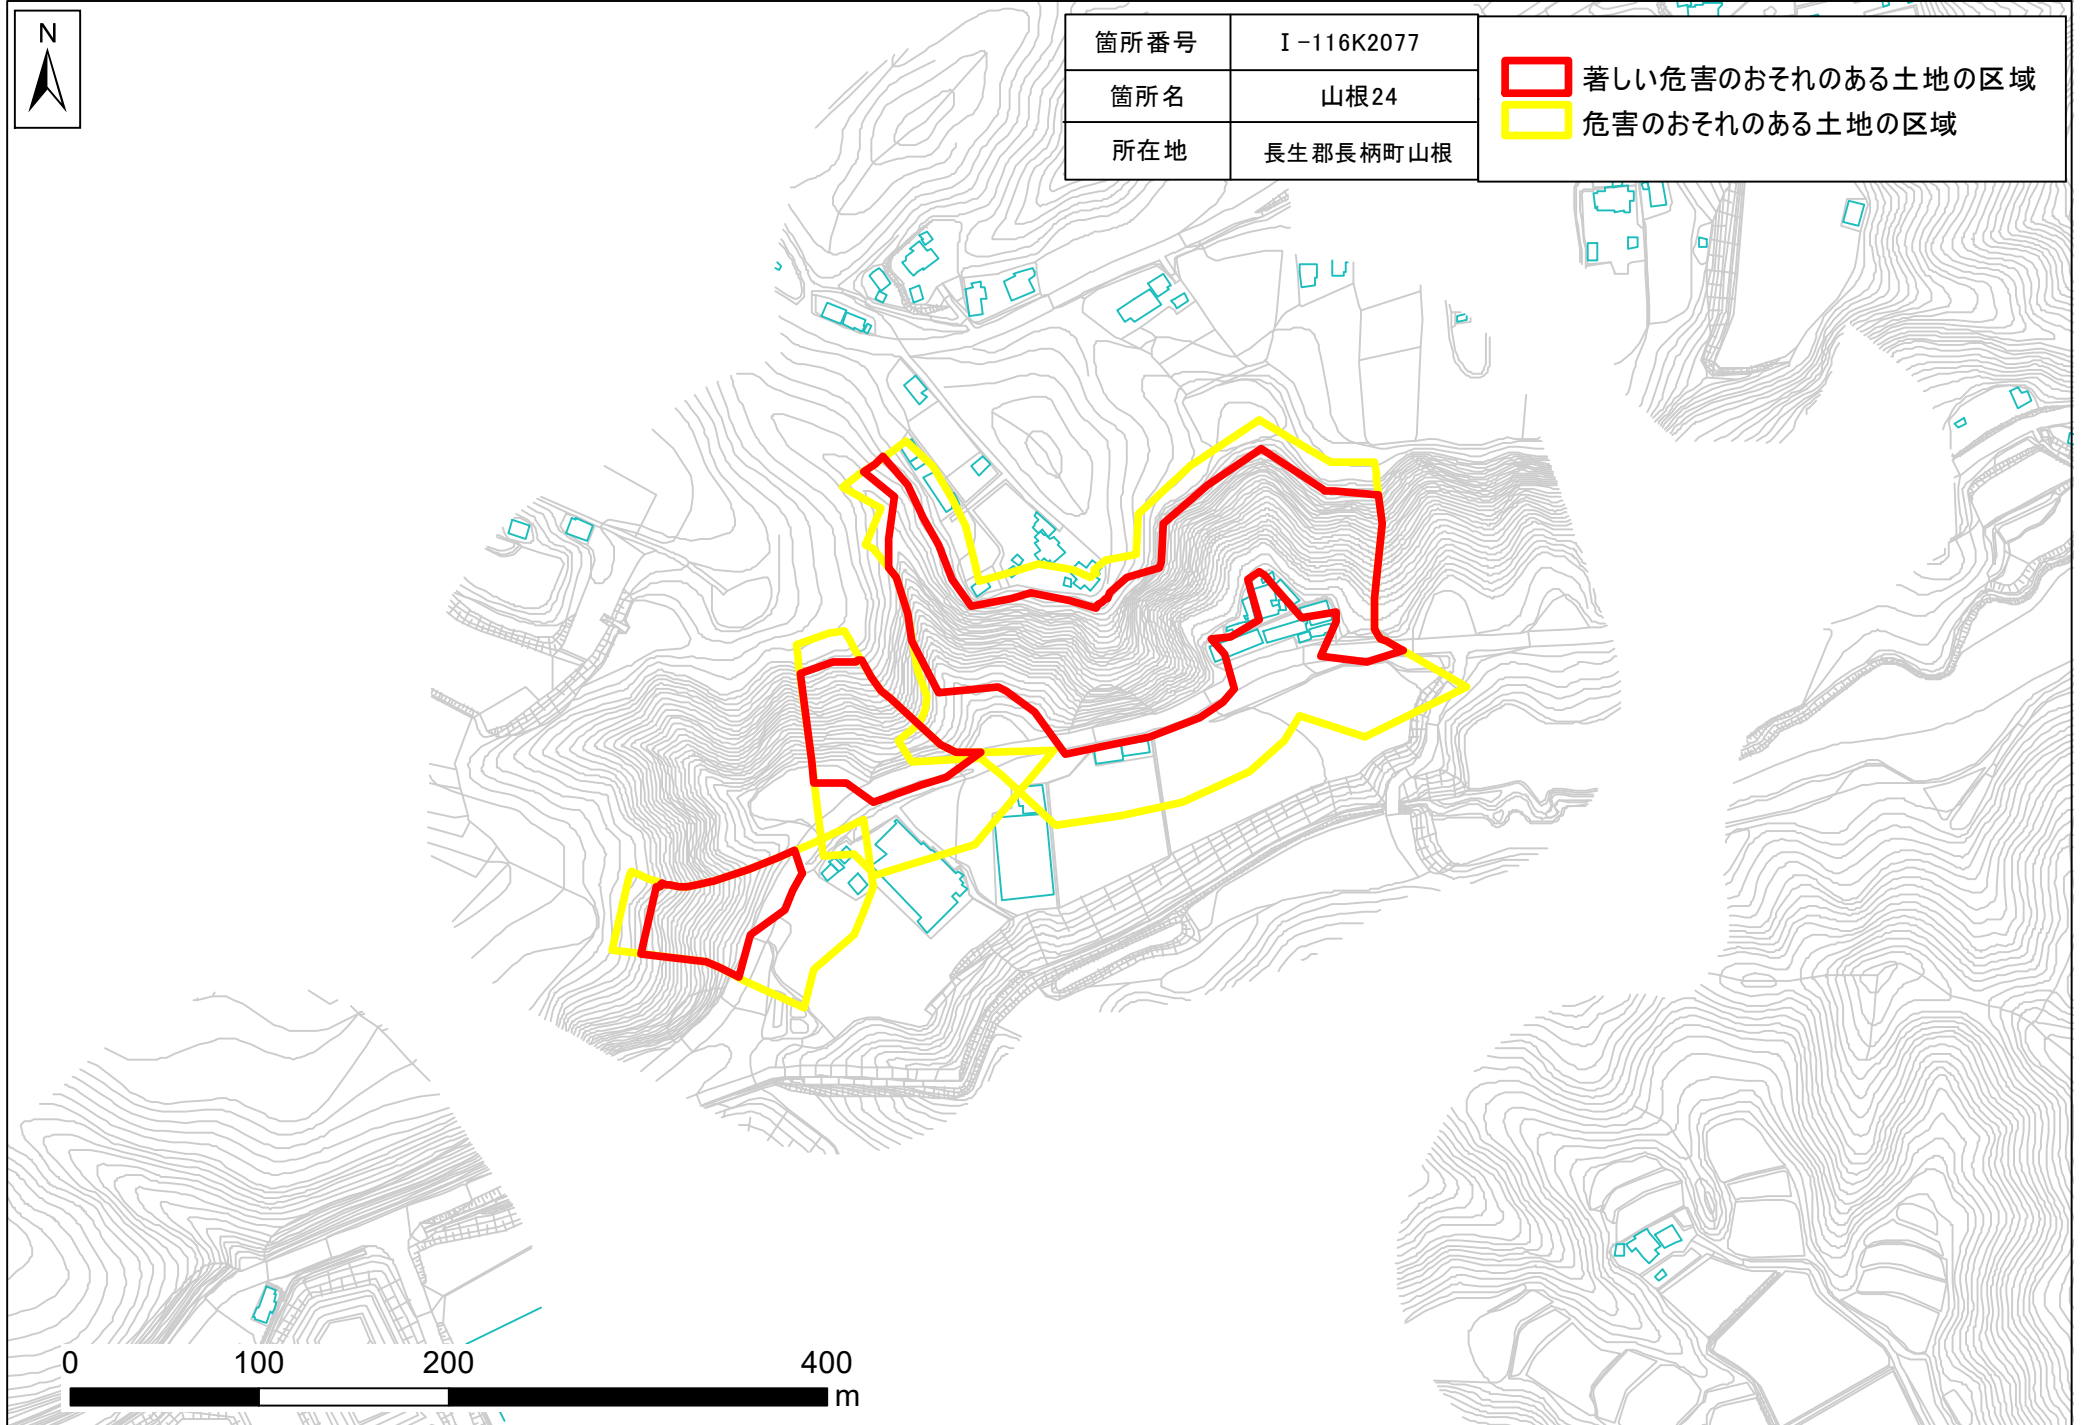 N
箇所番号 Ⅰ-116K2077
箇所名 山根24
所在地 長生郡長柄町山根
著しい危害のおそれのある土地の区域
危害のおそれのある土地の区域
0 100 200 400
m